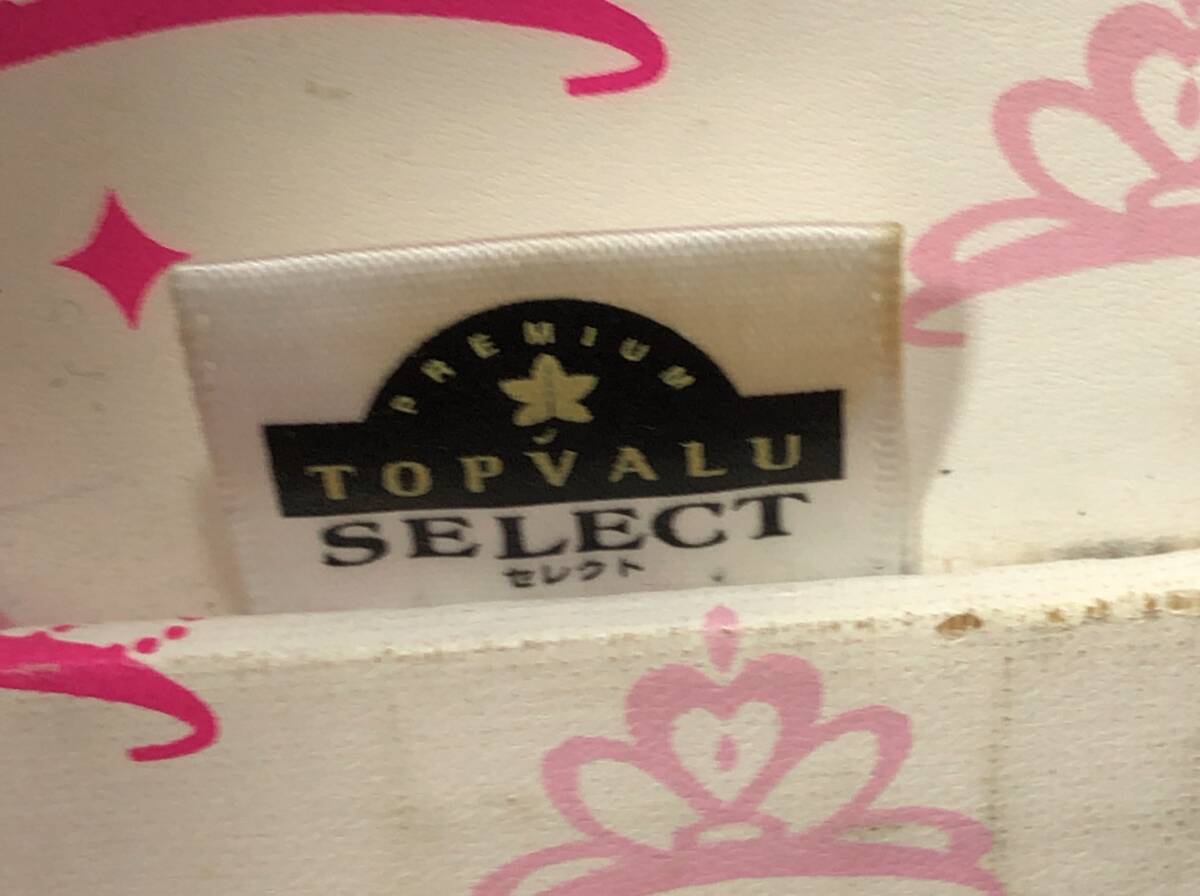 PREMIUM
TOPVALU
SELECT
セレクト